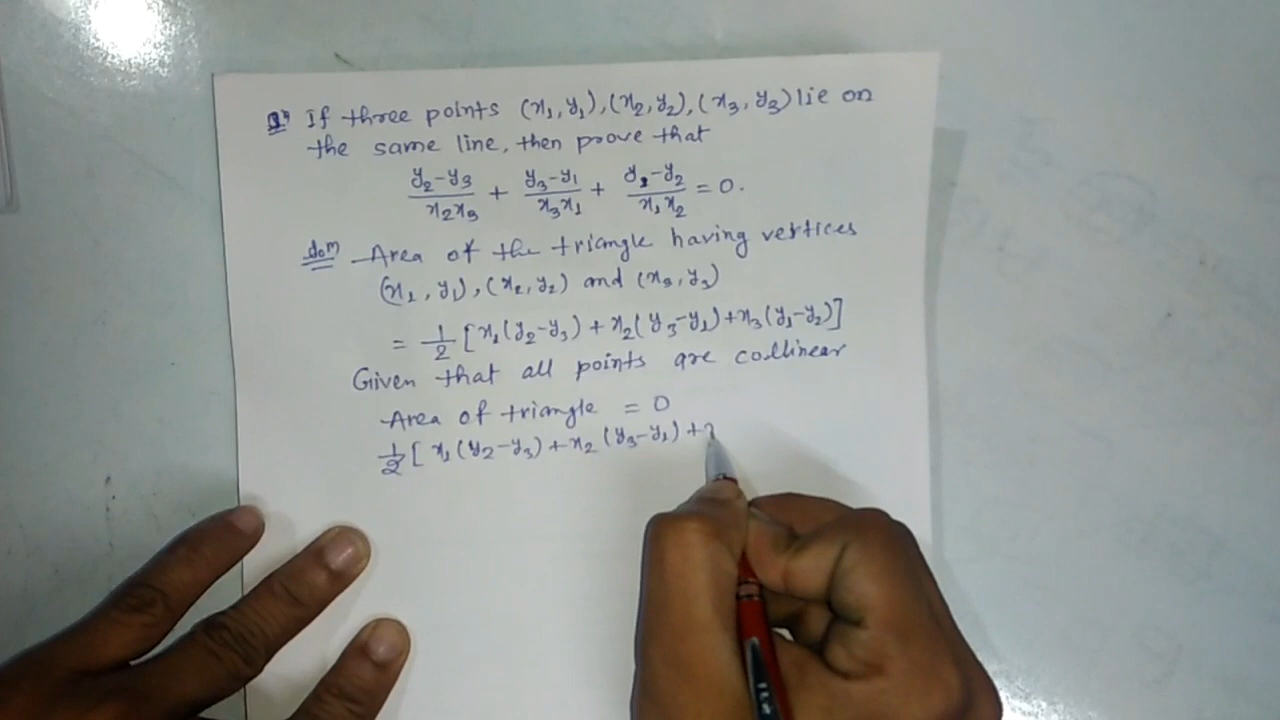 Q. If three points (x₁, y₁), (x₂, y₂), (x₃, y₃) lie on
the same line, then prove that
(y₂-y₃)/(x₂x₃) + (y₃-y₁)/(x₃x₁) + (y₁-y₂)/(x₁x₂) = 0.
Solⁿ Area of the triangle having vertices
(x₁, y₁), (x₂, y₂) and (x₃, y₃)
= 1/2 [x₁(y₂-y₃) + x₂(y₃-y₁) + x₃(y₁-y₂)]
Given that all points are collinear
Area of triangle = 0
1/2 [x₁(y₂-y₃) + x₂(y₃-y₁) +